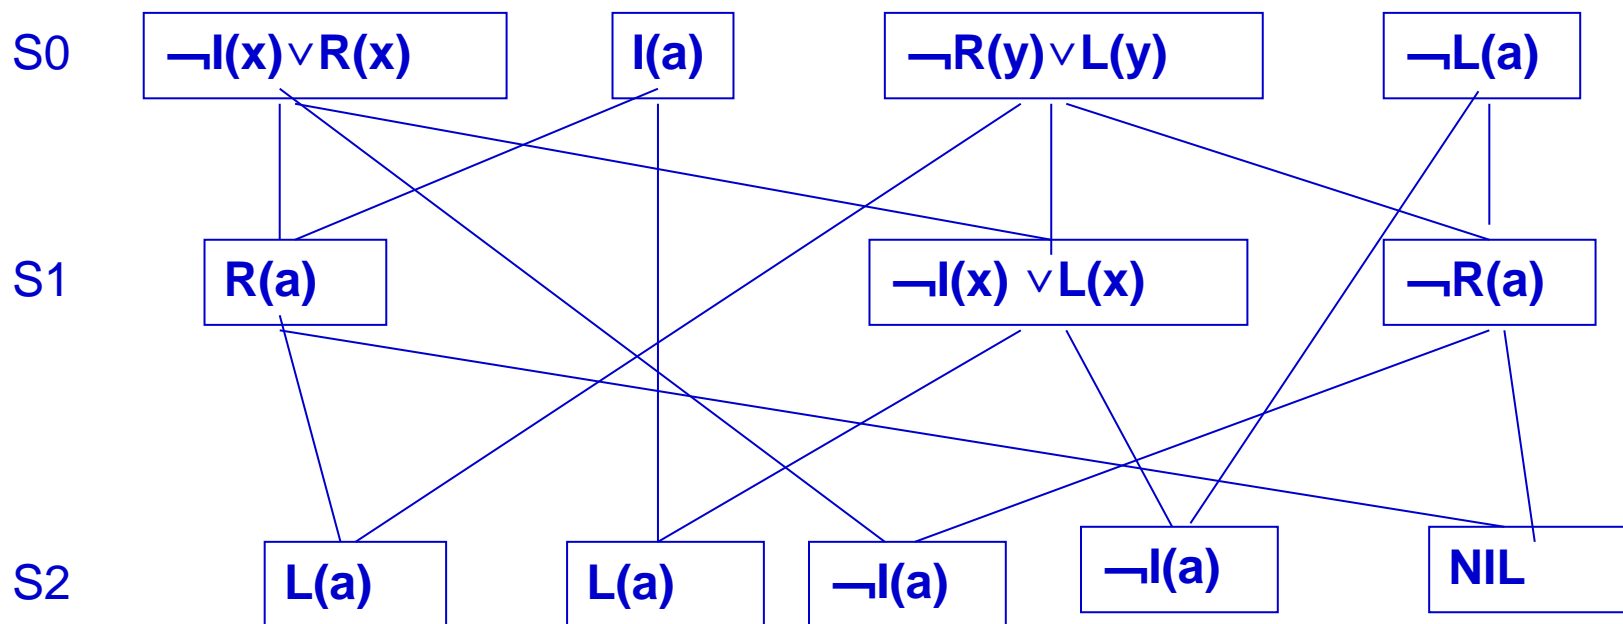 S0 ¬I(x)∨R(x) I(a) ¬R(y)∨L(y) ¬L(a)
S1 R(a) ¬I(x) ∨L(x) ¬R(a)
S2 L(a) L(a) ¬I(a) ¬I(a) NIL